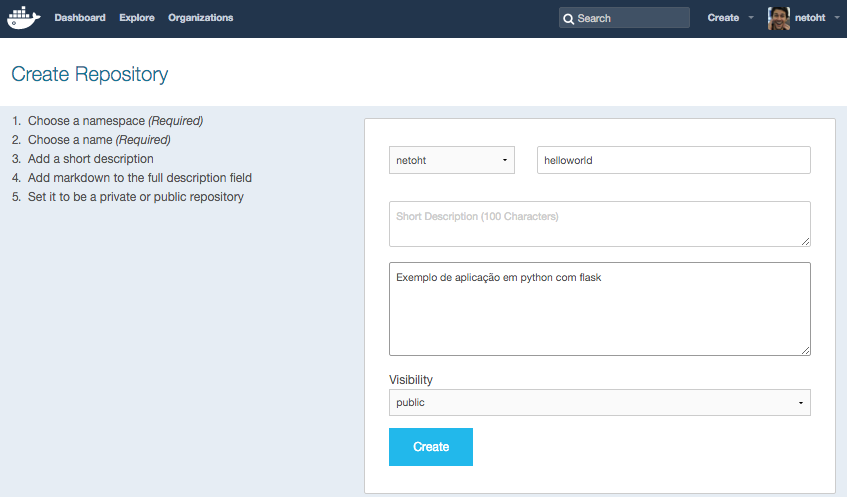 Dashboard Explore Organizations Search Create netoht
Create Repository
1. Choose a namespace (Required)
2. Choose a name (Required)
3. Add a short description
4. Add markdown to the full description field
5. Set it to be a private or public repository
netoht helloworld
Short Description (100 Characters)
Exemplo de aplicação em python com flask
Visibility
public
Create